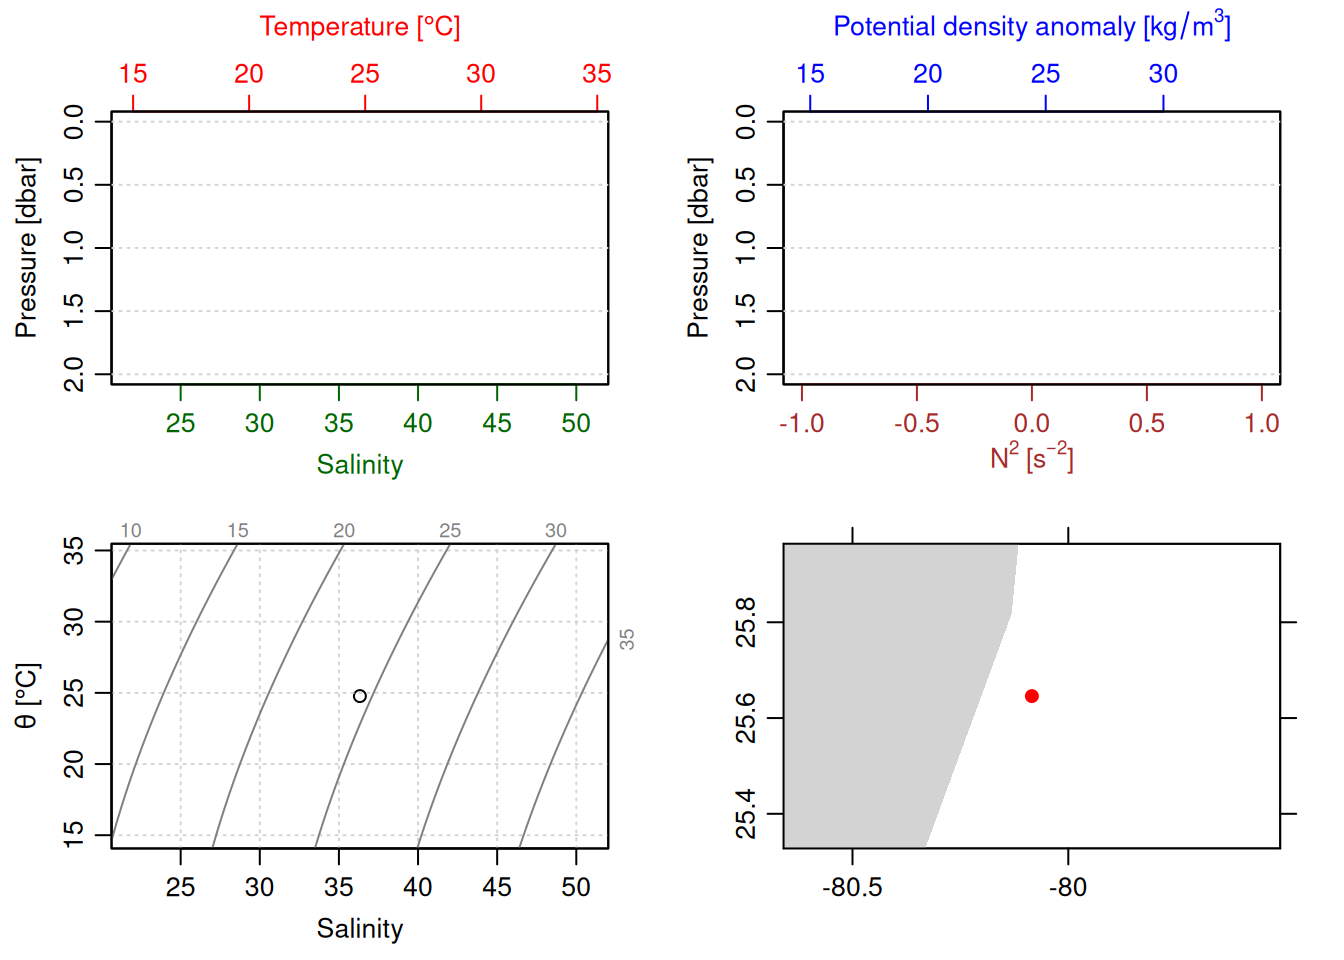 Temperature [°C]
15 20 25 30 35
Pressure [dbar]
0.0 0.5 1.0 1.5 2.0
25 30 35 40 45 50
Salinity
Potential density anomaly [kg/m³]
15 20 25 30
Pressure [dbar]
0.0 0.5 1.0 1.5 2.0
-1.0 -0.5 0.0 0.5 1.0
N² [s⁻²]
10 15 20 25 30
35
θ [°C]
15 20 25 30 35
25 30 35 40 45 50
Salinity
25.4 25.6 25.8
-80.5 -80